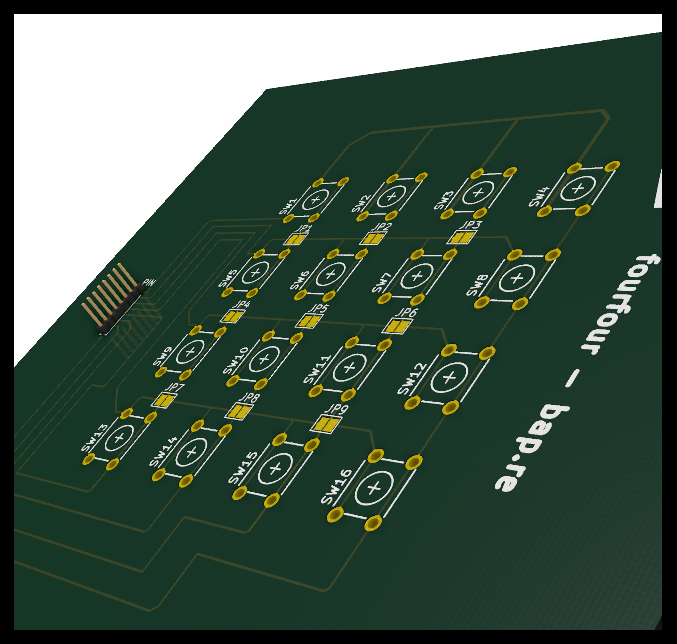 SW1 SW2 SW3 SW4
JP1 JP2 JP3
SW5 SW6 SW7 SW8
PIN
JP4 JP5 JP6
SW9 SW10 SW11 SW12
JP7 JP8 JP9
SW13 SW14 SW15 SW16
fourfour - bap.re